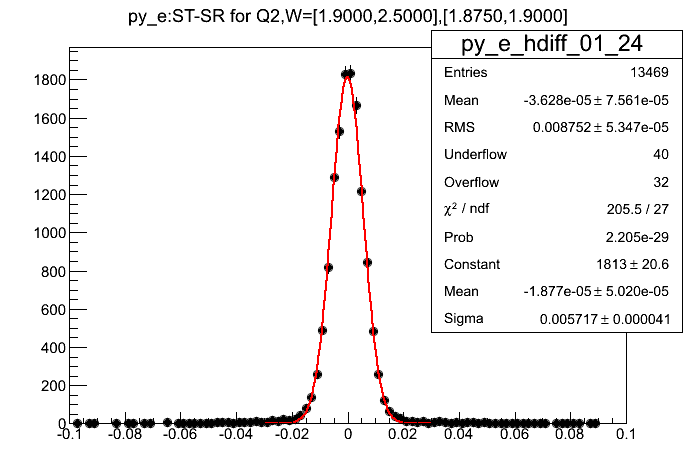 py_e:ST-SR for Q2,W=[1.9000,2.5000],[1.8750,1.9000]
py_e_hdiff_01_24
Entries 13469
Mean -3.628e-05 ± 7.561e-05
RMS 0.008752 ± 5.347e-05
Underflow 40
Overflow 32
χ² / ndf 205.5 / 27
Prob 2.205e-29
Constant 1813 ± 20.6
Mean -1.877e-05 ± 5.020e-05
Sigma 0.005717 ± 0.000041
1800
1600
1400
1200
1000
800
600
400
200
0
-0.1 -0.08 -0.06 -0.04 -0.02 0 0.02 0.04 0.06 0.08 0.1